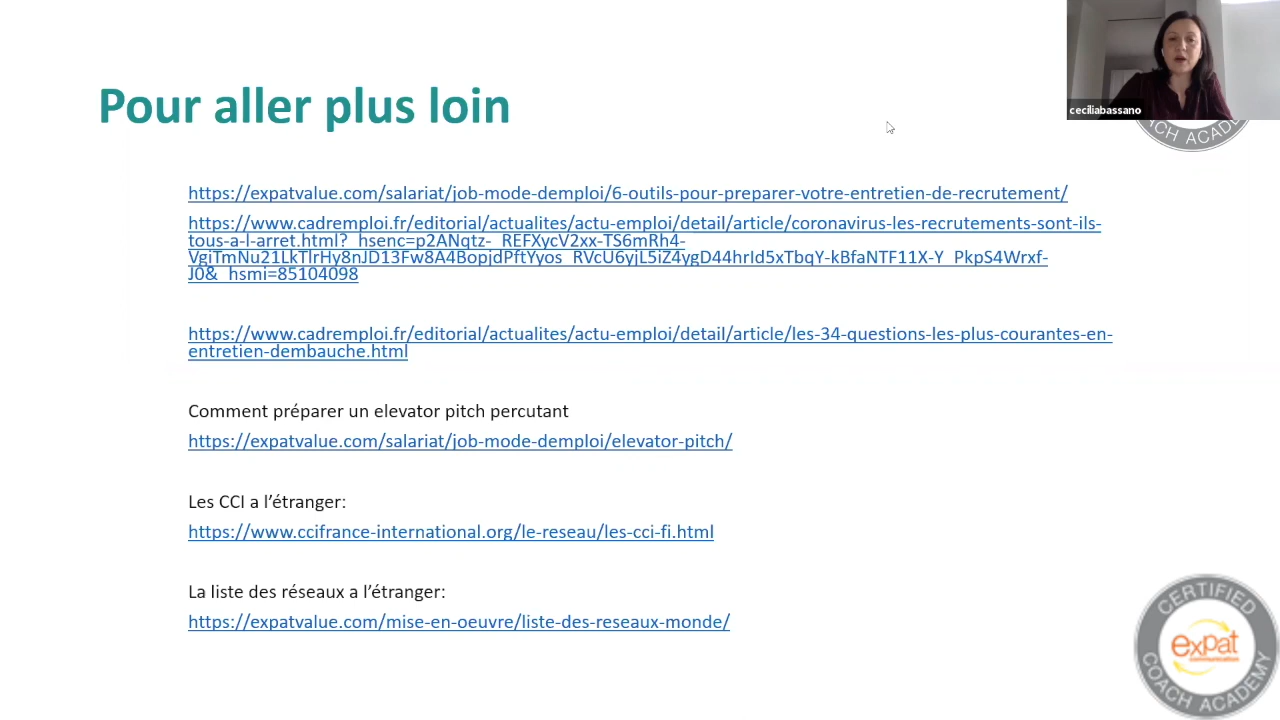 Pour aller plus loin
ceciliabassano
COACH ACADEMY
https://expatvalue.com/salariat/job-mode-demploi/6-outils-pour-preparer-votre-entretien-de-recrutement/
https://www.cadremploi.fr/editorial/actualites/actu-emploi/detail/article/coronavirus-les-recrutements-sont-ils-
tous-a-l-arret.html?_hsenc=p2ANqtz-_REFXycV2xx-TS6mRh4-
VgiTmNu21LkTlrHy8nJD13Fw8A4BopjdPftYyos_RVcU6yjL5iZ4ygD44hrId5xTbqY-kBfaNTF11X-Y_PkpS4Wrxf-
J0&_hsmi=85104098
https://www.cadremploi.fr/editorial/actualites/actu-emploi/detail/article/les-34-questions-les-plus-courantes-en-
entretien-dembauche.html
Comment préparer un elevator pitch percutant
https://expatvalue.com/salariat/job-mode-demploi/elevator-pitch/
Les CCI a l’étranger:
https://www.ccifrance-international.org/le-reseau/les-cci-fi.html
La liste des réseaux a l’étranger:
https://expatvalue.com/mise-en-oeuvre/liste-des-reseaux-monde/
CERTIFIED
expat
communication
COACH ACADEMY